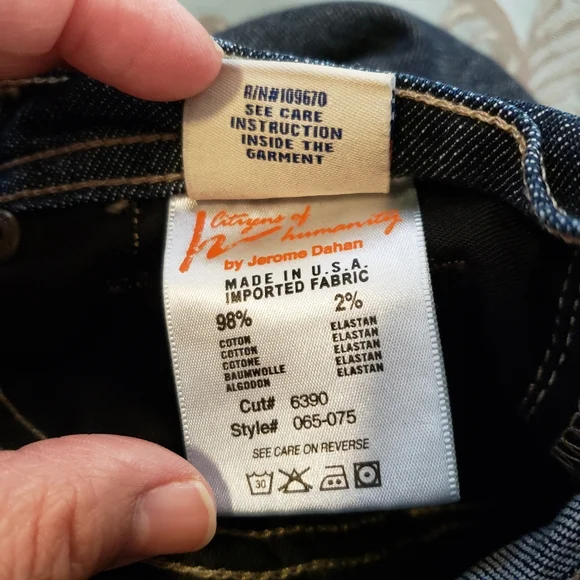 R/N#109670
SEE CARE
INSTRUCTION
INSIDE THE
GARMENT
Citizens of
humanity
by Jerome Dahan
MADE IN U.S.A.
IMPORTED FABRIC
98% 2%
COTON ELASTAN
COTTON ELASTAN
COTONE ELASTAN
BAUMWOLLE ELASTAN
ALGODON ELASTAN
Cut# 6390
Style# 065-075
SEE CARE ON REVERSE
30